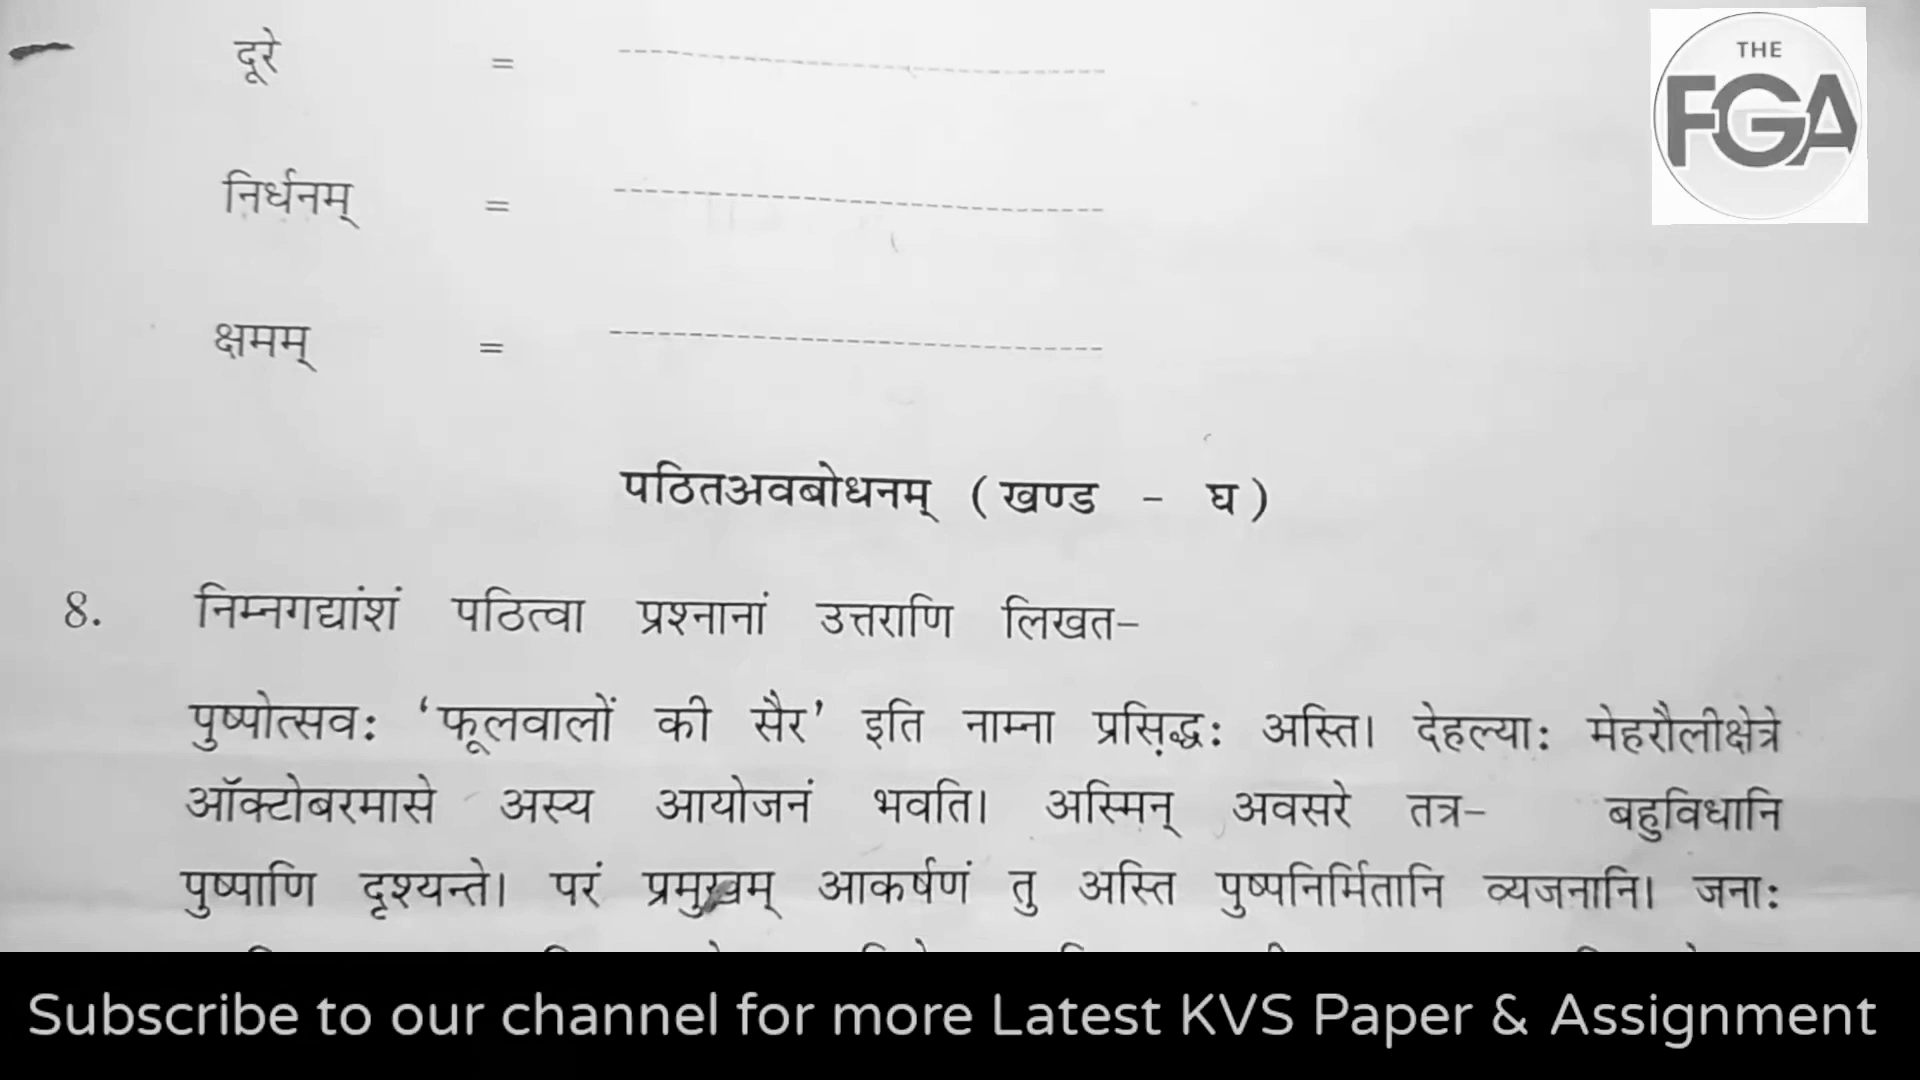 THE
FGA
दूरे = ----------
निर्धनम् = ----------
क्षमम् = ----------
पठितअवबोधनम् (खण्ड - घ)
8. निम्नगद्यांशं पठित्वा प्रश्नानां उत्तराणि लिखत-
पुष्पोत्सवः ‘फूलवालों की सैर’ इति नाम्ना प्रसि़द्धः अस्ति। देहल्याः मेहरौलीक्षेत्रे
ऑक्टोबरमासे अस्य आयोजनं भवति। अस्मिन् अवसरे तत्र- बहुविधानि
पुष्पाणि दृश्यन्ते। परं प्रमुखम् आकर्षणं तु अस्ति पुष्पनिर्मितानि व्यजनानि। जनाः
Subscribe to our channel for more Latest KVS Paper & Assignment